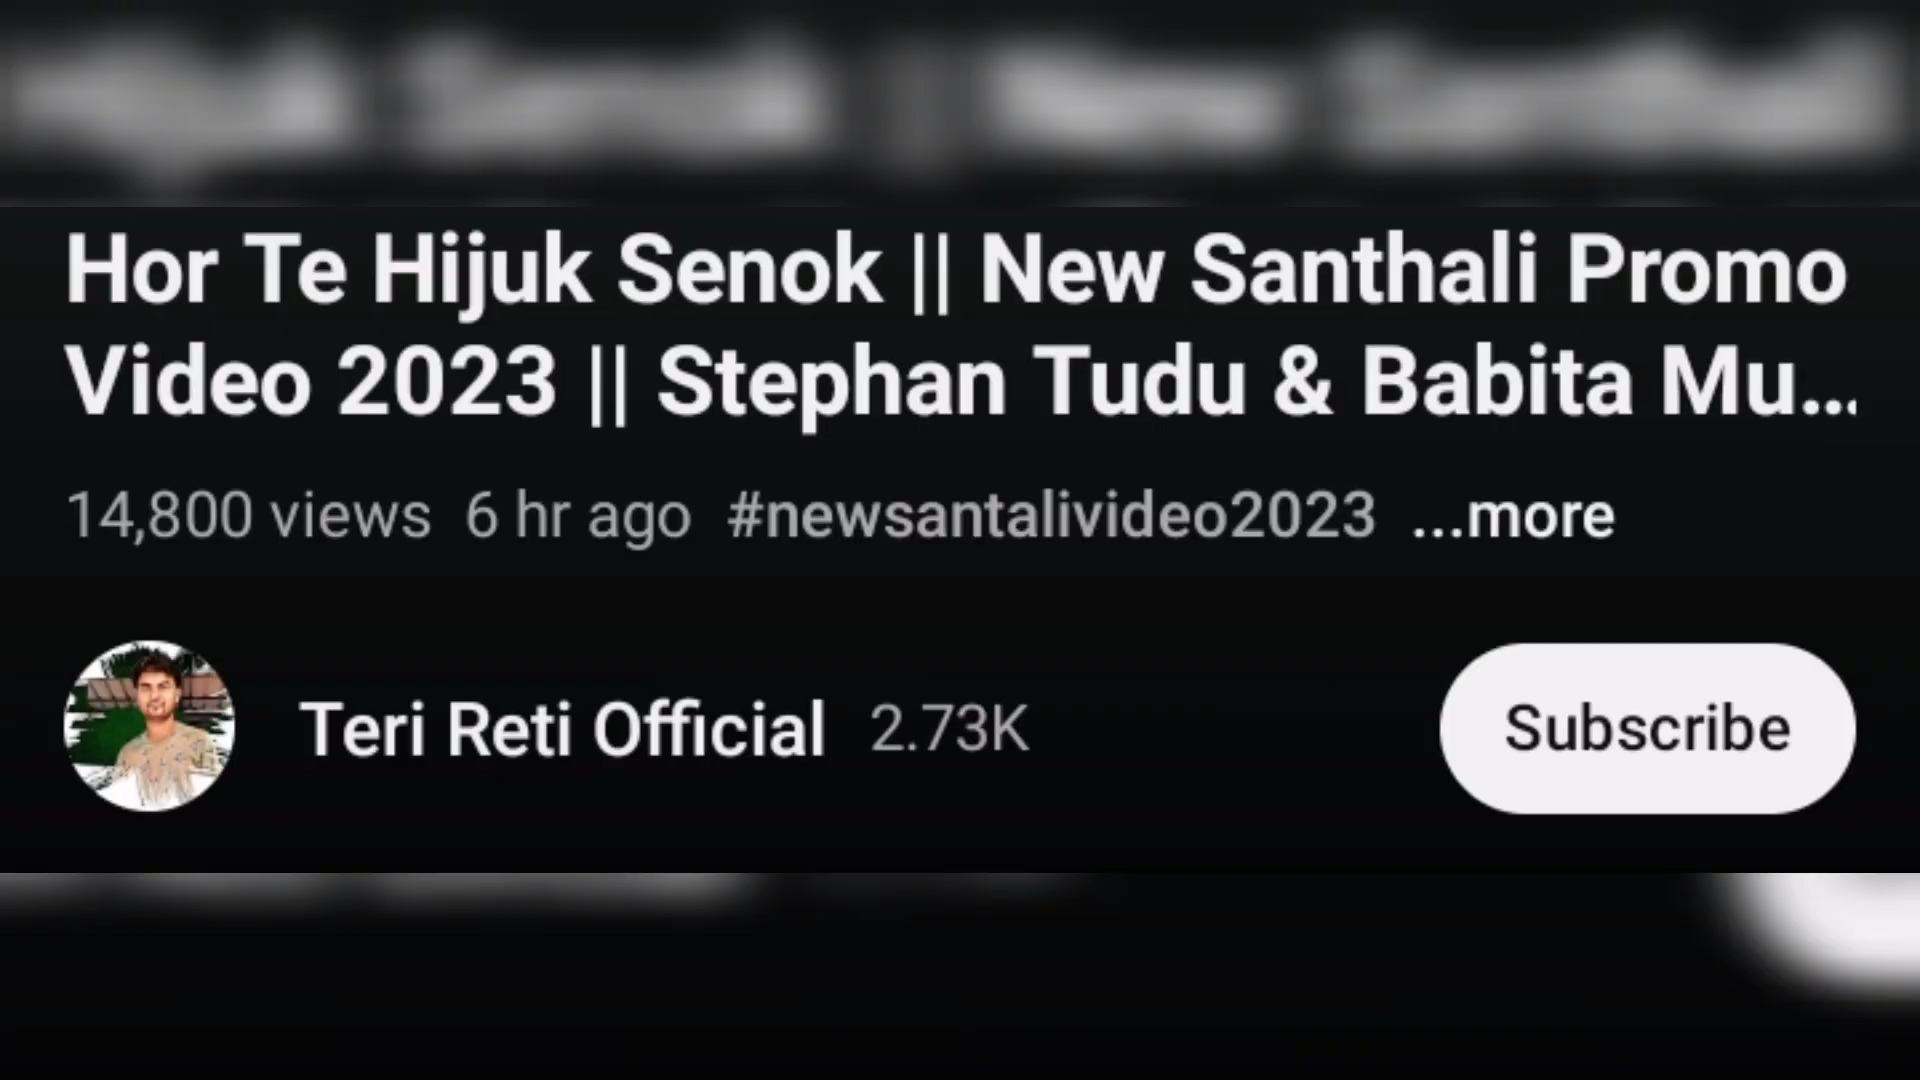 Hor Te Hijuk Senok || New Santhali Promo
Video 2023 || Stephan Tudu & Babita Mu...
14,800 views 6 hr ago #newsantalivideo2023 ...more
Teri Reti Official 2.73K Subscribe